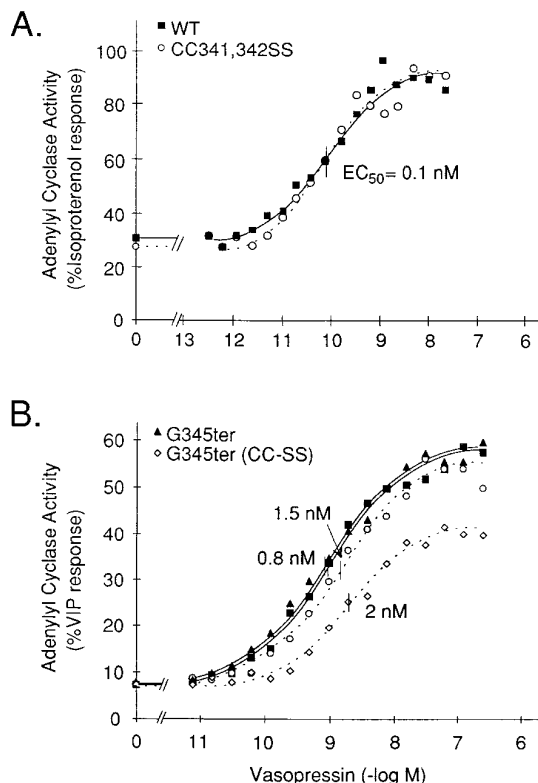 A.
■ WT
○ CC341,342SS
Adenylyl Cyclase Activity
(%Isoproterenol response)
100
80
60
40
20
0
EC50= 0.1 nM
0 13 12 11 10 9 8 7 6
B.
▲ G345ter
◇ G345ter (CC-SS)
Adenylyl Cyclase Activity
(%VIP response)
60
50
40
30
20
10
0
1.5 nM
0.8 nM
2 nM
0 11 10 9 8 7 6
Vasopressin (-log M)